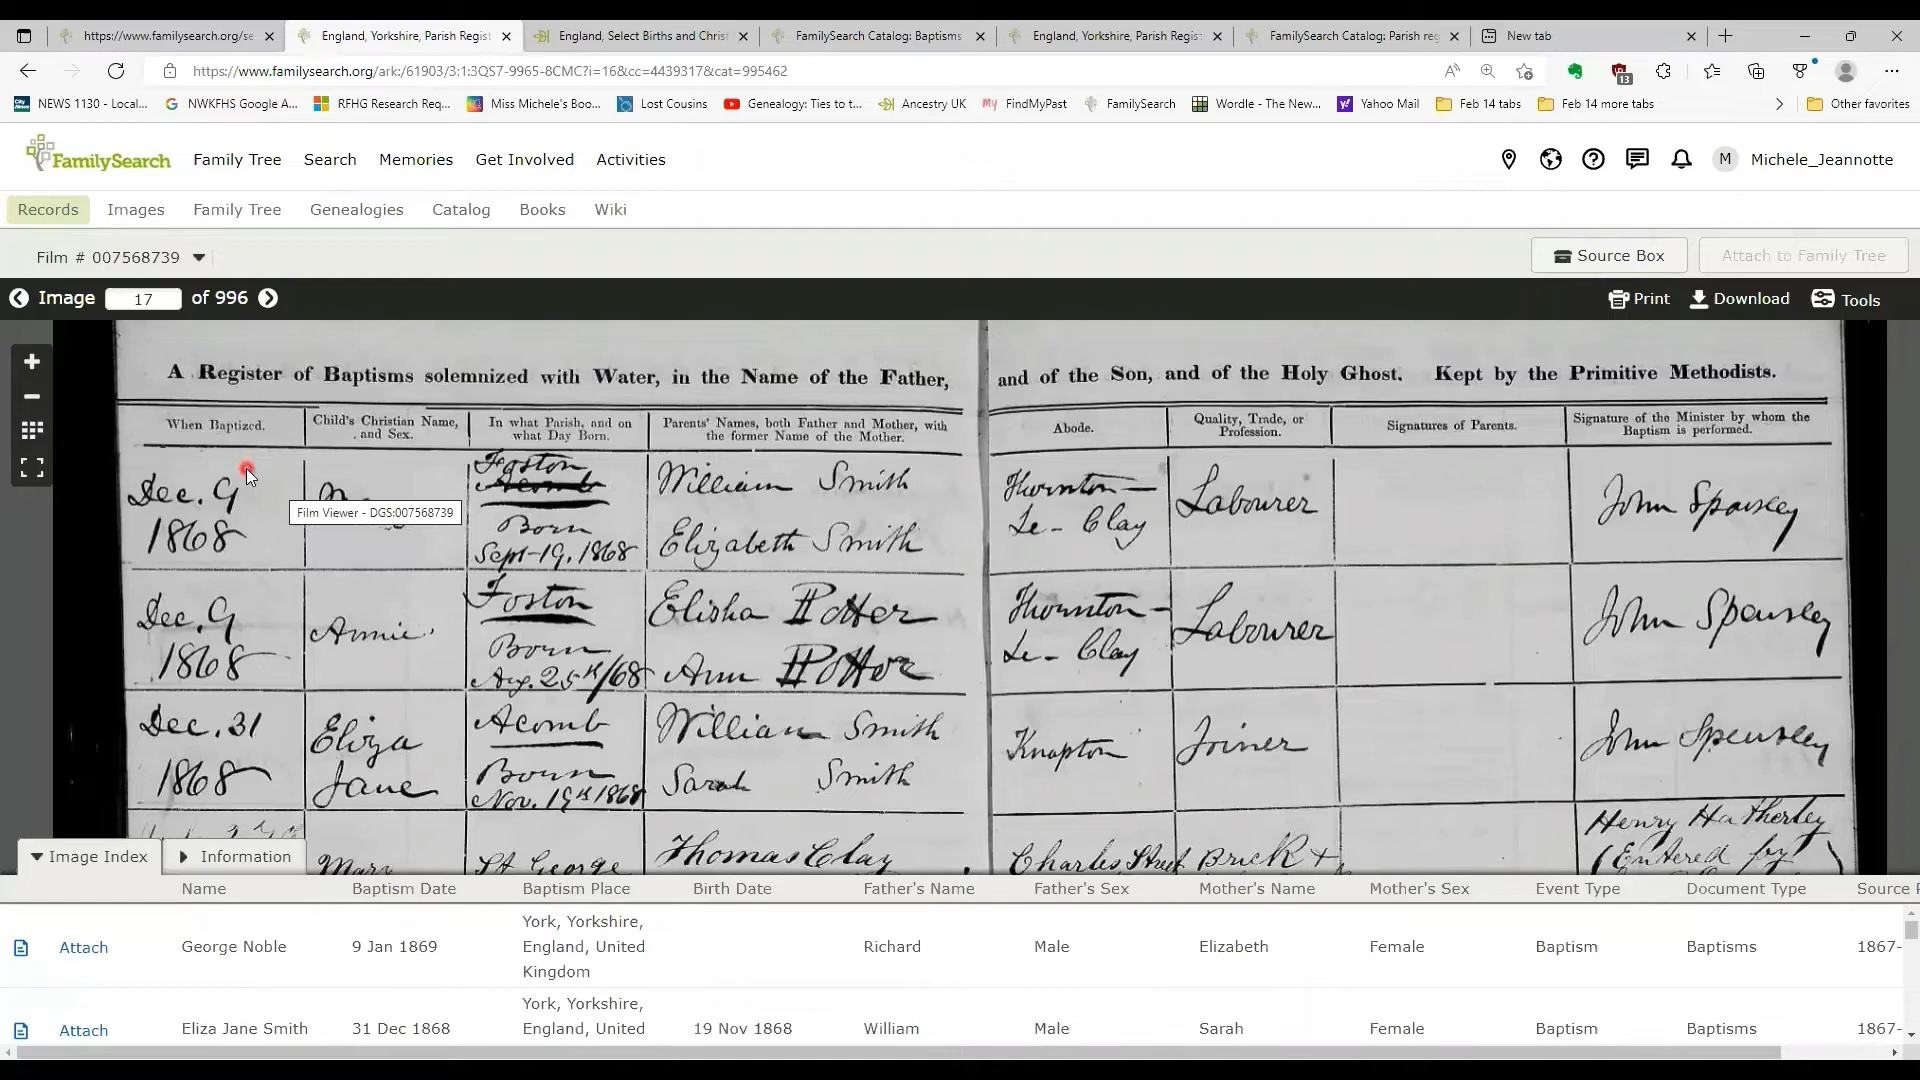 https://www.familysearch.org/se
England, Yorkshire, Parish Regist
England, Select Births and Christ
FamilySearch Catalog: Baptisms
England, Yorkshire, Parish Regis
FamilySearch Catalog: Parish reg
New tab
https://www.familysearch.org/ark:/61903/3:1:3QS7-9965-8CMC?i=16&cc=4439317&cat=995462
13
NEWS 1130 - Local...
NWKFHS Google A...
RFHG Research Req...
Miss Michele's Boo...
Lost Cousins
Genealogy: Ties to t...
Ancestry UK
FindMyPast
FamilySearch
Wordle - The New...
Yahoo Mail
Feb 14 tabs
Feb 14 more tabs
Other favorites
FamilySearch
Family Tree
Search
Memories
Get Involved
Activities
M
Michele_Jeannotte
Records
Images
Family Tree
Genealogies
Catalog
Books
Wiki
Film # 007568739
Source Box
Attach to Family Tree
Image 17 of 996
Print
Download
Tools
A Register of Baptisms solemnized with Water, in the Name of the Father, and of the Son, and of the Holy Ghost. Kept by the Primitive Methodists.
When Baptized.
Child's Christian Name, and Sex.
In what Parish, and on what Day Born.
Parents' Names, both Father and Mother, with the former Name of the Mother.
Abode.
Quality, Trade, or Profession.
Signatures of Parents.
Signature of the Minister by whom the Baptism is performed.
Dec. 9
1868
Foston
Acomb
Born
Sept-19, 1868
William Smith
Elizabeth Smith
Thornton-
Le-Clay
Labourer
John Spensley
Film Viewer - DGS:007568739
Dec. 9
1868
Annie
Foston
Born
Aug. 25th/68
Elisha Potter
Ann Potter
Thornton-
Le-Clay
Labourer
John Spensley
Dec. 31
1868
Eliza
Jane
Acomb
Born
Nov. 19th 1868
William Smith
Sarah Smith
Knapton
Joiner
John Spensley
Mary
St George
Thomas Clay
Charles Street
Brick +
Henry Hatherley
(Entered by
Image Index
Information
Name Baptism Date Baptism Place Birth Date Father's Name Father's Sex Mother's Name Mother's Sex Event Type Document Type Source F
Attach George Noble 9 Jan 1869 York, Yorkshire, England, United Kingdom Richard Male Elizabeth Female Baptism Baptisms 1867-
Attach Eliza Jane Smith 31 Dec 1868 York, Yorkshire, England, United 19 Nov 1868 William Male Sarah Female Baptism Baptisms 1867-